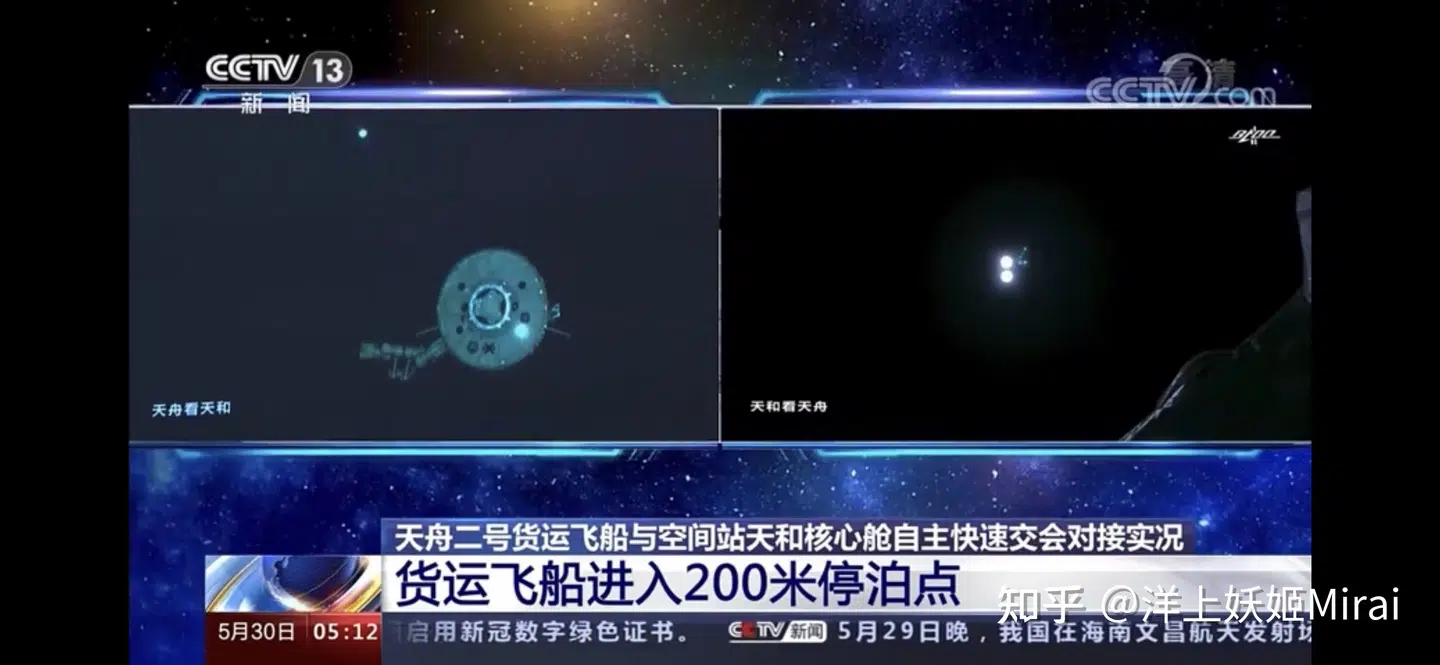 CCTV 13
新闻
CCTV.com
天舟看天和
天和看天舟
天舟二号货运飞船与空间站天和核心舱自主快速交会对接实况
货运飞船进入200米停泊点
知乎 @洋上妖姬Mirai
5月30日 05:12 启用新冠数字绿色证书。 CCTV 新闻 5月29日晚，我国在海南文昌航天发射场